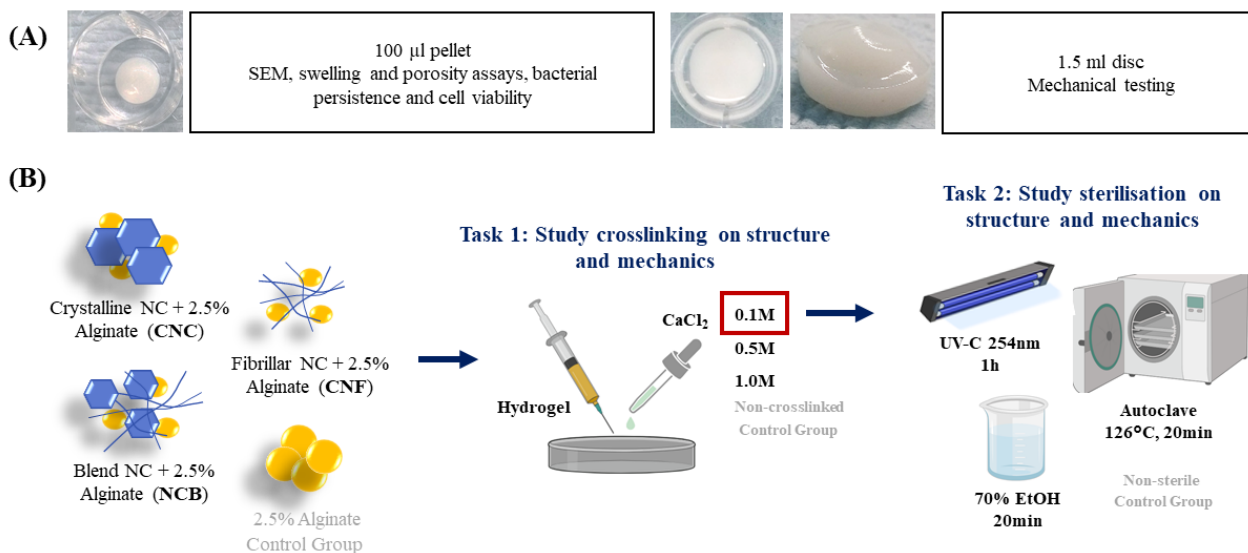 (A)
100 µl pellet
SEM, swelling and porosity assays, bacterial
persistence and cell viability
1.5 ml disc
Mechanical testing
(B)
Crystalline NC + 2.5%
Alginate (CNC)
Fibrillar NC + 2.5%
Alginate (CNF)
Blend NC + 2.5%
Alginate (NCB)
2.5% Alginate
Control Group
Task 1: Study crosslinking on structure
and mechanics
Hydrogel
CaCl₂
0.1M
0.5M
1.0M
Non-crosslinked
Control Group
Task 2: Study sterilisation on
structure and mechanics
UV-C 254nm
1h
Autoclave
126°C, 20min
70% EtOH
20min
Non-sterile
Control Group